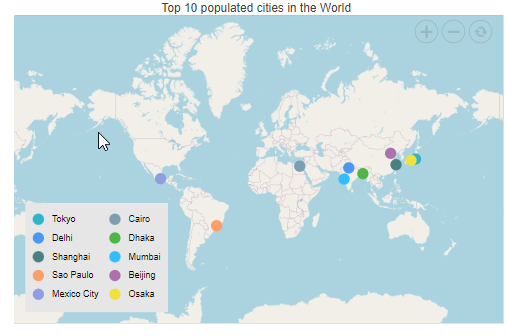 Top 10 populated cities in the World
Tokyo
Cairo
Delhi
Dhaka
Shanghai
Mumbai
Sao Paulo
Beijing
Mexico City
Osaka